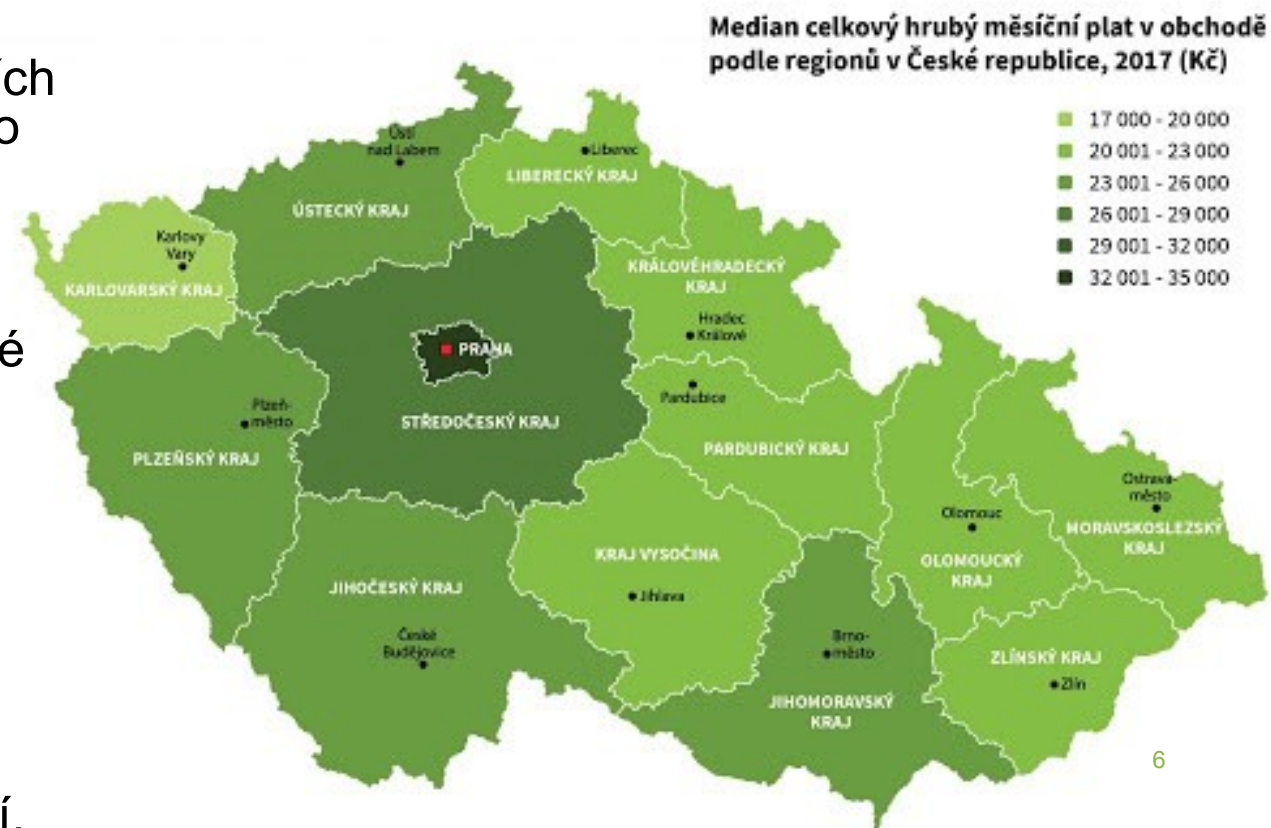 Median celkový hrubý měsíční plat v obchodě
podle regionů v České republice, 2017 (Kč)
17 000 - 20 000
20 001 - 23 000
23 001 - 26 000
26 001 - 29 000
29 001 - 32 000
32 001 - 35 000
ích
o
é
í.
Ústí
nad Labem
ÚSTECKÝ KRAJ
Liberec
LIBERECKÝ KRAJ
Karlovy
Vary
KARLOVARSKÝ KRAJ
KRÁLOVÉHRADECKÝ
KRAJ
Hradec
Králové
PRAHA
STŘEDOČESKÝ KRAJ
Plzeň-
město
PLZEŇSKÝ KRAJ
Pardubice
PARDUBICKÝ KRAJ
Ostrava-
město
MORAVSKOSLEZSKÝ
KRAJ
Olomouc
OLOMOUCKÝ
KRAJ
KRAJ VYSOČINA
Jihlava
JIHOČESKÝ KRAJ
České
Budějovice
Brno-
město
JIHOMORAVSKÝ
KRAJ
ZLÍNSKÝ KRAJ
Zlín
6